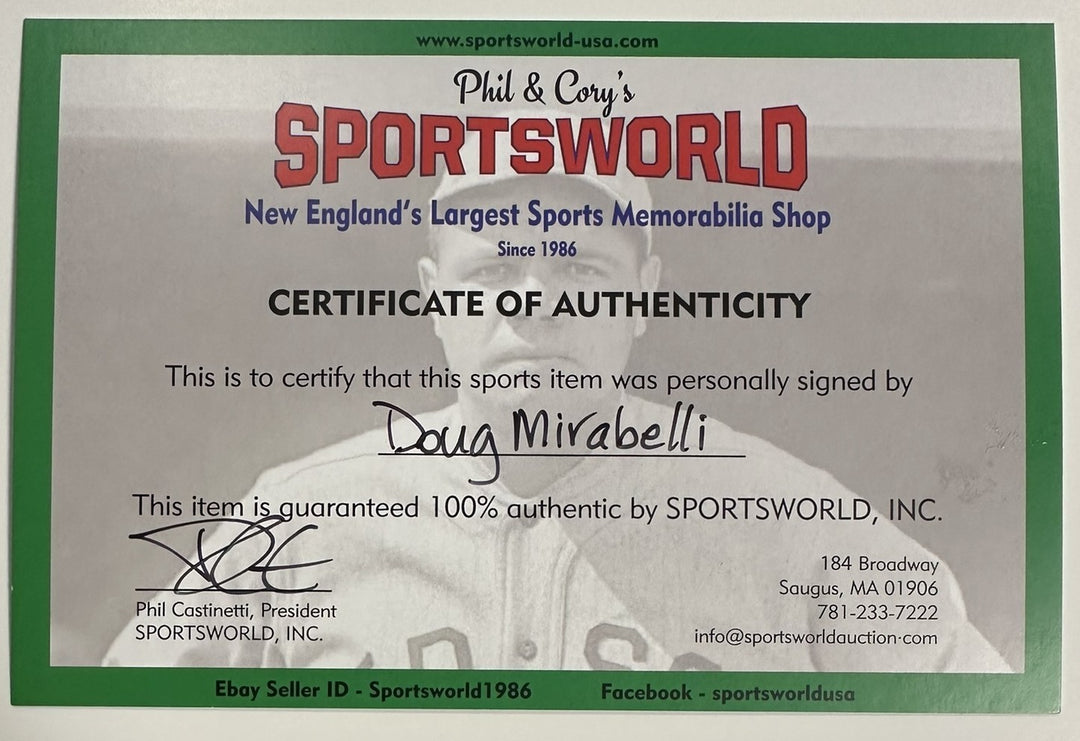 www.sportsworld-usa.com
Phil & Cory's
SPORTSWORLD
New England's Largest Sports Memorabilia Shop
Since 1986
CERTIFICATE OF AUTHENTICITY
This is to certify that this sports item was personally signed by
Doug Mirabelli
This item is guaranteed 100% authentic by SPORTSWORLD, INC.
Phil Castinetti, President
SPORTSWORLD, INC.
184 Broadway
Saugus, MA 01906
781-233-7222
info@sportsworldauction·com
Ebay Seller ID - Sportsworld1986
Facebook - sportsworldusa